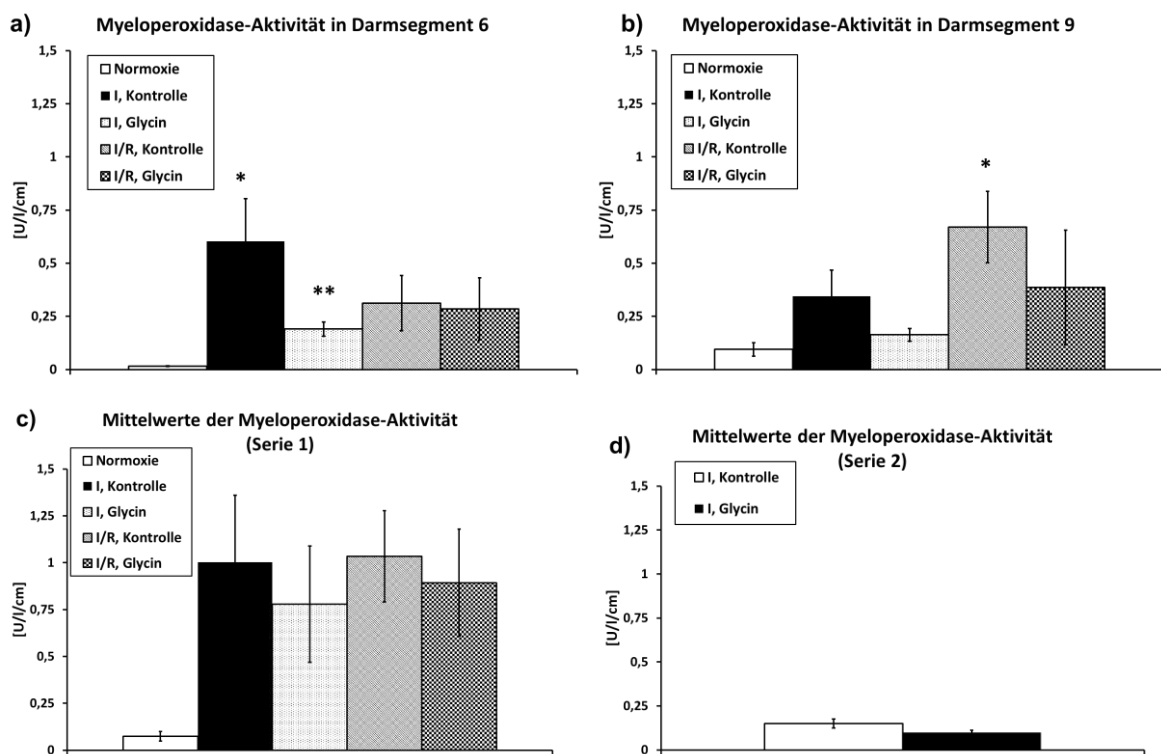 a)
Myeloperoxidase-Aktivität in Darmsegment 6
[U/l/cm]
1,5
1,25
1
0,75
0,5
0,25
0
Normoxie
I, Kontrolle
I, Glycin
I/R, Kontrolle
I/R, Glycin
*
**
b)
Myeloperoxidase-Aktivität in Darmsegment 9
[U/l/cm]
1,5
1,25
1
0,75
0,5
0,25
0
Normoxie
I, Kontrolle
I, Glycin
I/R, Kontrolle
I/R, Glycin
*
c)
Mittelwerte der Myeloperoxidase-Aktivität
(Serie 1)
[U/l/cm]
1,5
1,25
1
0,75
0,5
0,25
0
Normoxie
I, Kontrolle
I, Glycin
I/R, Kontrolle
I/R, Glycin
d)
Mittelwerte der Myeloperoxidase-Aktivität
(Serie 2)
[U/l/cm]
1,5
1,25
1
0,75
0,5
0,25
0
I, Kontrolle
I, Glycin